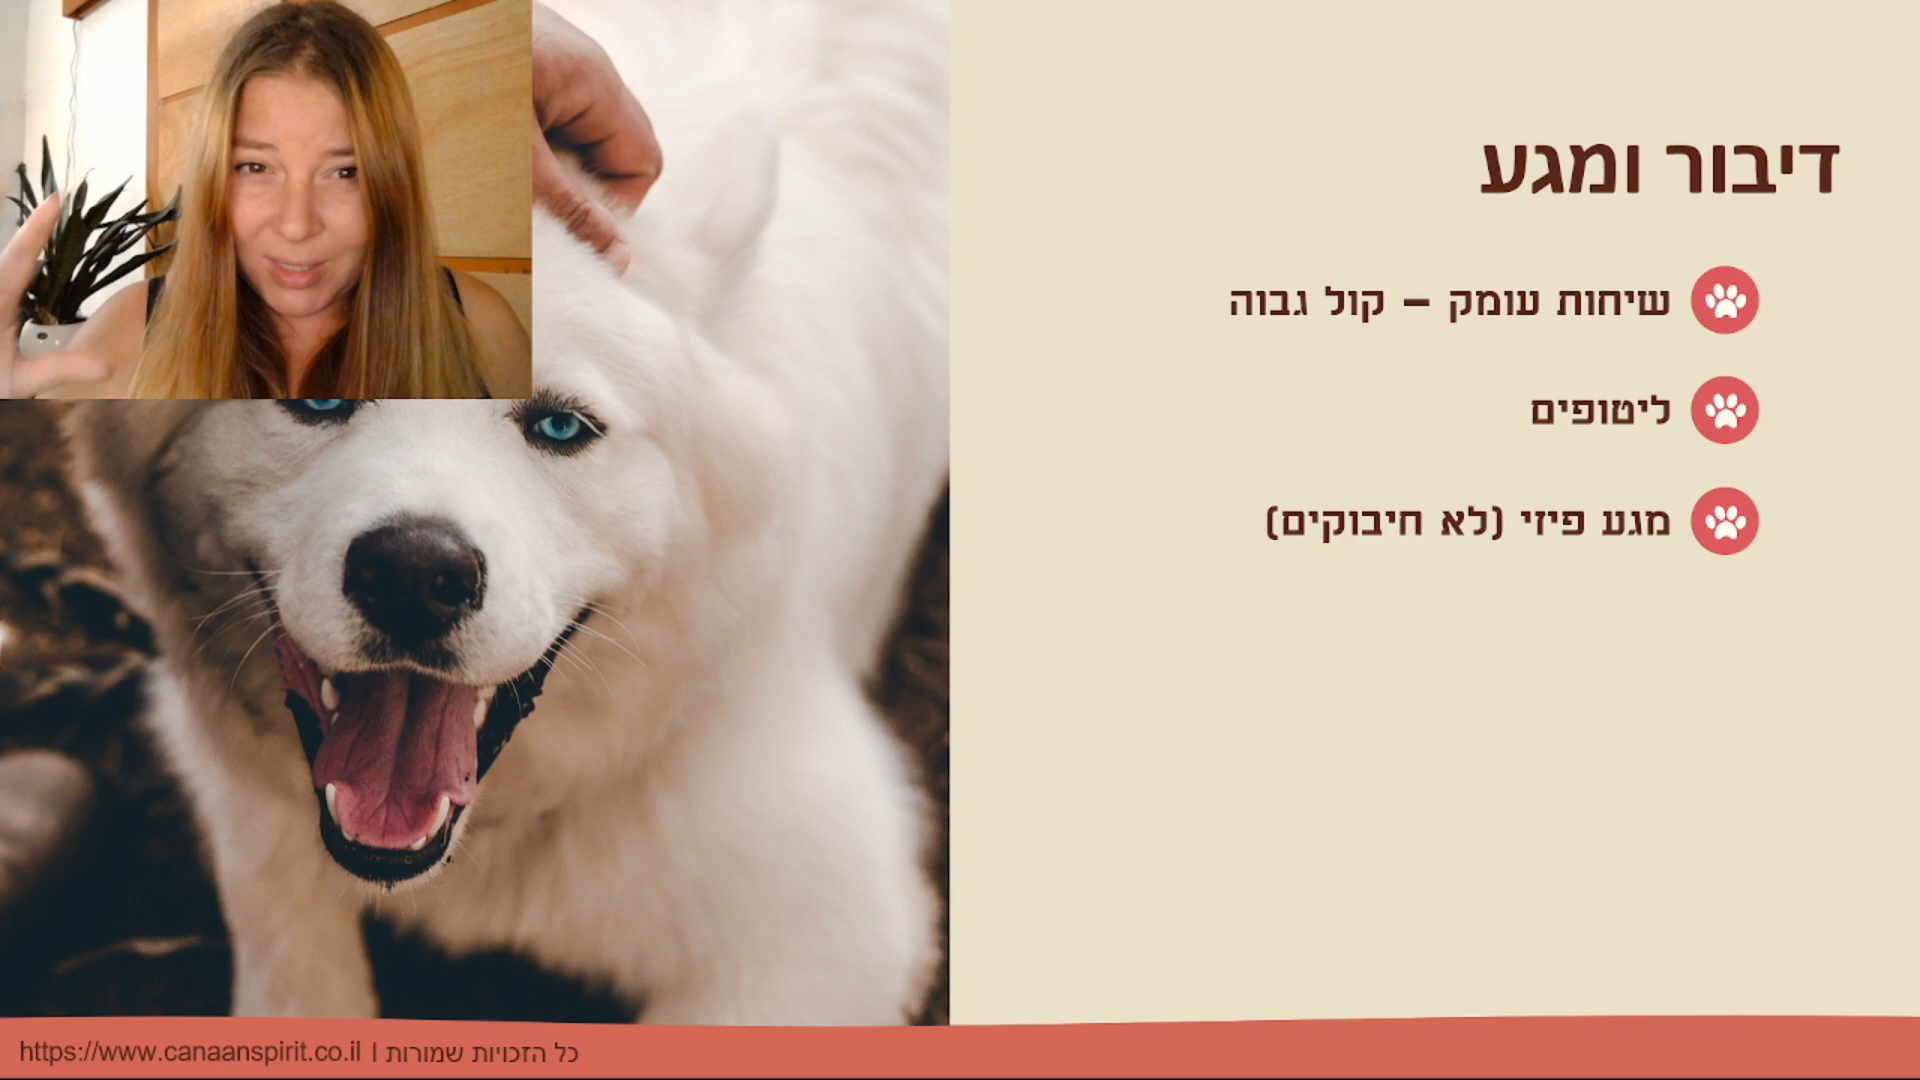 דיבור ומגע
שיחות עומק – קול גבוה
ליטופים
מגע פיזי (לא חיבוקים)
https://www.canaanspirit.co.il | כל הזכויות שמורות